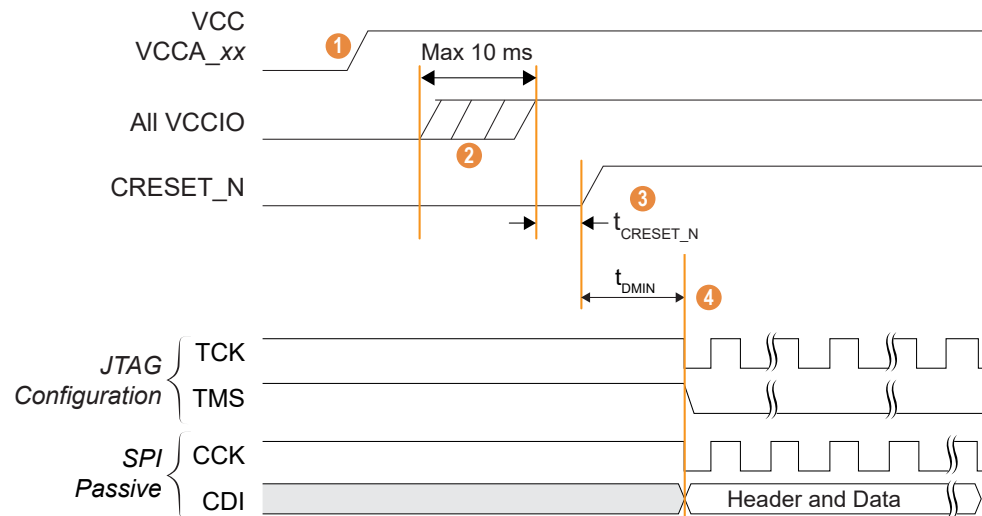 VCC
VCCA_xx
1
Max 10 ms
All VCCIO
2
CRESET_N
3
tCRESET_N
tDMIN
4
JTAG
Configuration
TCK
TMS
SPI
Passive
CCK
CDI
Header and Data